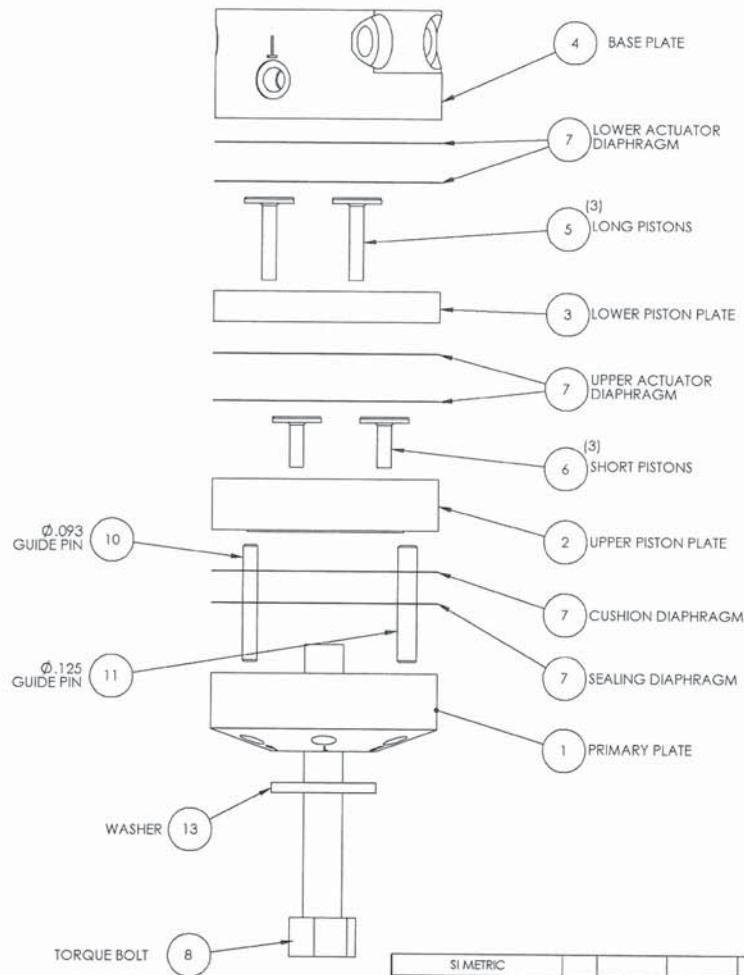 4 BASE PLATE
7 LOWER ACTUATOR
DIAPHRAGM
(3)
5 LONG PISTONS
3 LOWER PISTON PLATE
7 UPPER ACTUATOR
DIAPHRAGM
(3)
6 SHORT PISTONS
2 UPPER PISTON PLATE
Ø.093
GUIDE PIN 10
7 CUSHION DIAPHRAGM
Ø.125
GUIDE PIN 11
7 SEALING DIAPHRAGM
1 PRIMARY PLATE
WASHER 13
TORQUE BOLT 8
SI METRIC